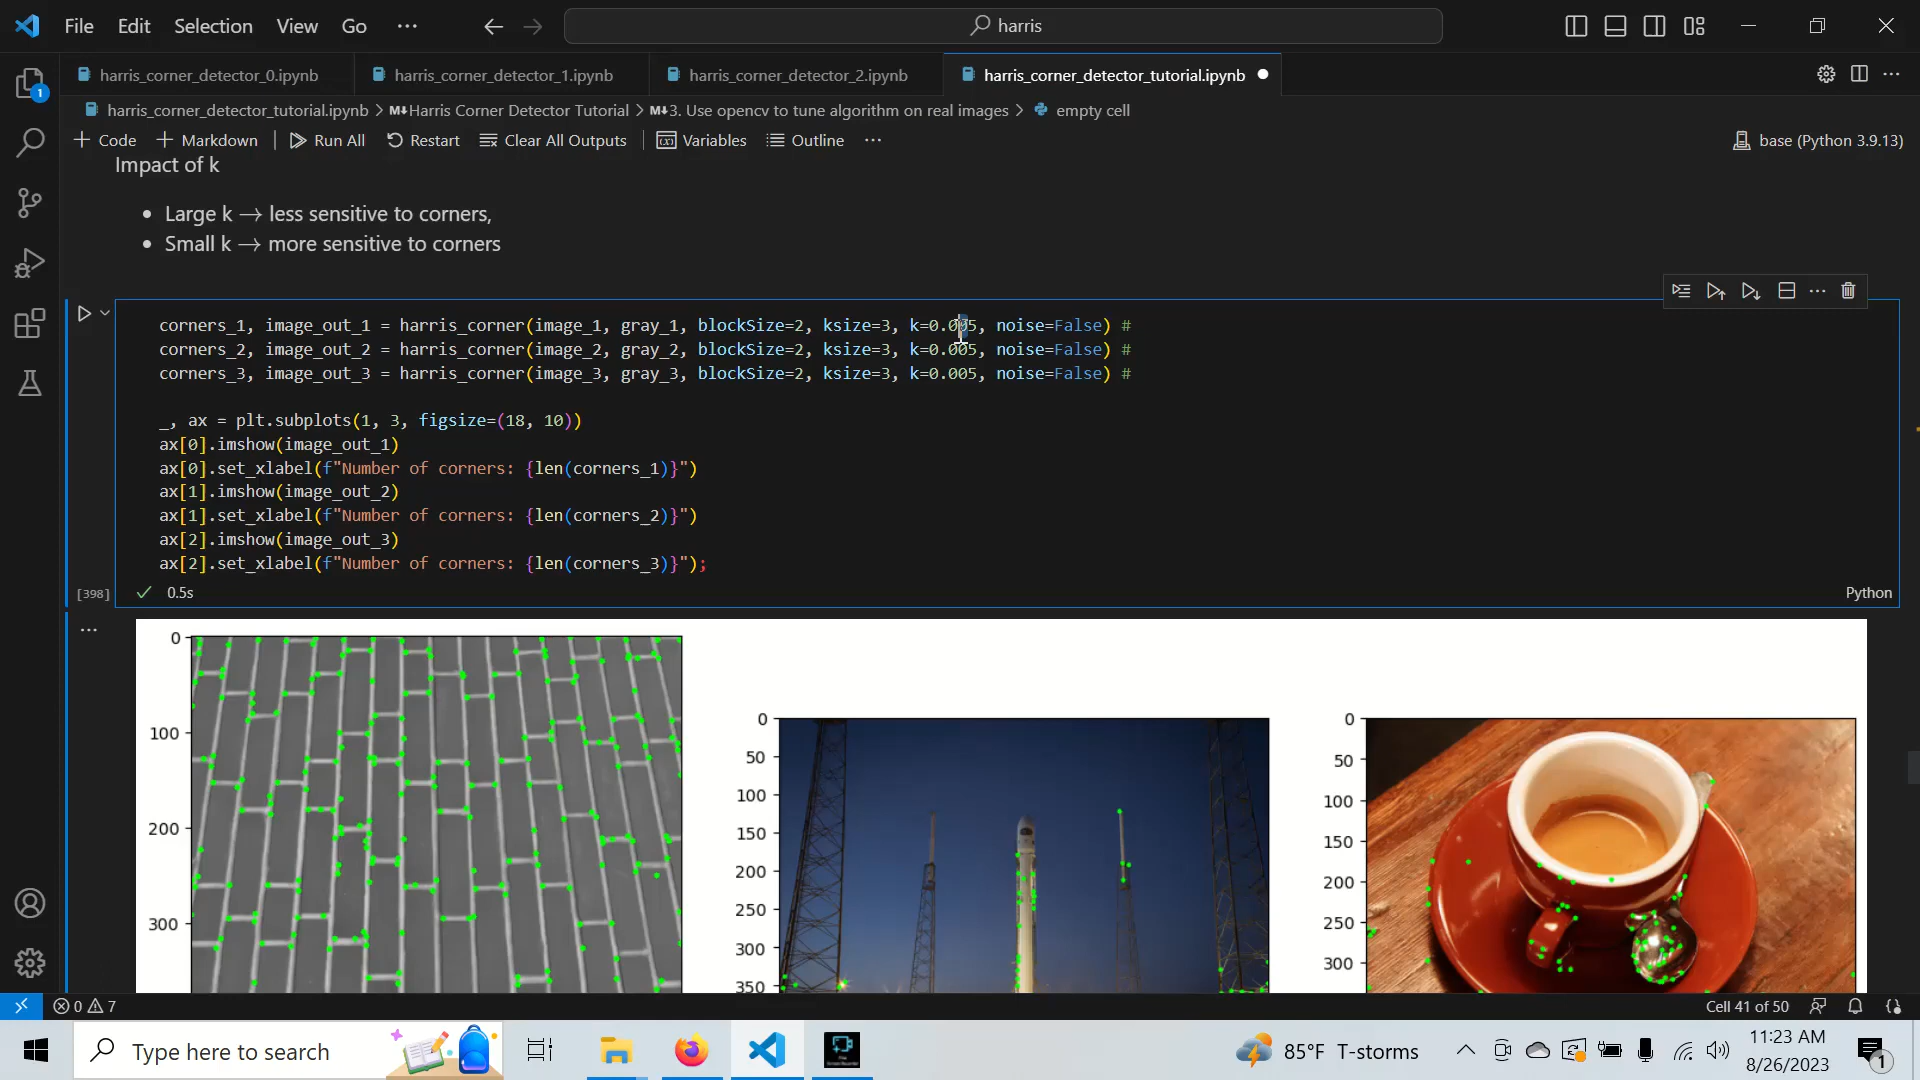 File Edit Selection View Go ··· harris
harris_corner_detector_0.ipynb harris_corner_detector_1.ipynb harris_corner_detector_2.ipynb harris_corner_detector_tutorial.ipynb
harris_corner_detector_tutorial.ipynb > M↓Harris Corner Detector Tutorial > M↓3. Use opencv to tune algorithm on real images > empty cell
+ Code + Markdown Run All Restart Clear All Outputs Variables Outline ··· base (Python 3.9.13)
Impact of k
• Large k → less sensitive to corners,
• Small k → more sensitive to corners
corners_1, image_out_1 = harris_corner(image_1, gray_1, blockSize=2, ksize=3, k=0.005, noise=False) #
corners_2, image_out_2 = harris_corner(image_2, gray_2, blockSize=2, ksize=3, k=0.005, noise=False) #
corners_3, image_out_3 = harris_corner(image_3, gray_3, blockSize=2, ksize=3, k=0.005, noise=False) #
_, ax = plt.subplots(1, 3, figsize=(18, 10))
ax[0].imshow(image_out_1)
ax[0].set_xlabel(f"Number of corners: {len(corners_1)}")
ax[1].imshow(image_out_2)
ax[1].set_xlabel(f"Number of corners: {len(corners_2)}")
ax[2].imshow(image_out_3)
ax[2].set_xlabel(f"Number of corners: {len(corners_3)}");
[398] 0.5s Python
0
100
200
300
0
50
100
150
200
250
300
350
0
50
100
150
200
250
300
0 7 Cell 41 of 50
Type here to search 85°F T-storms 11:23 AM
8/26/2023
1
1